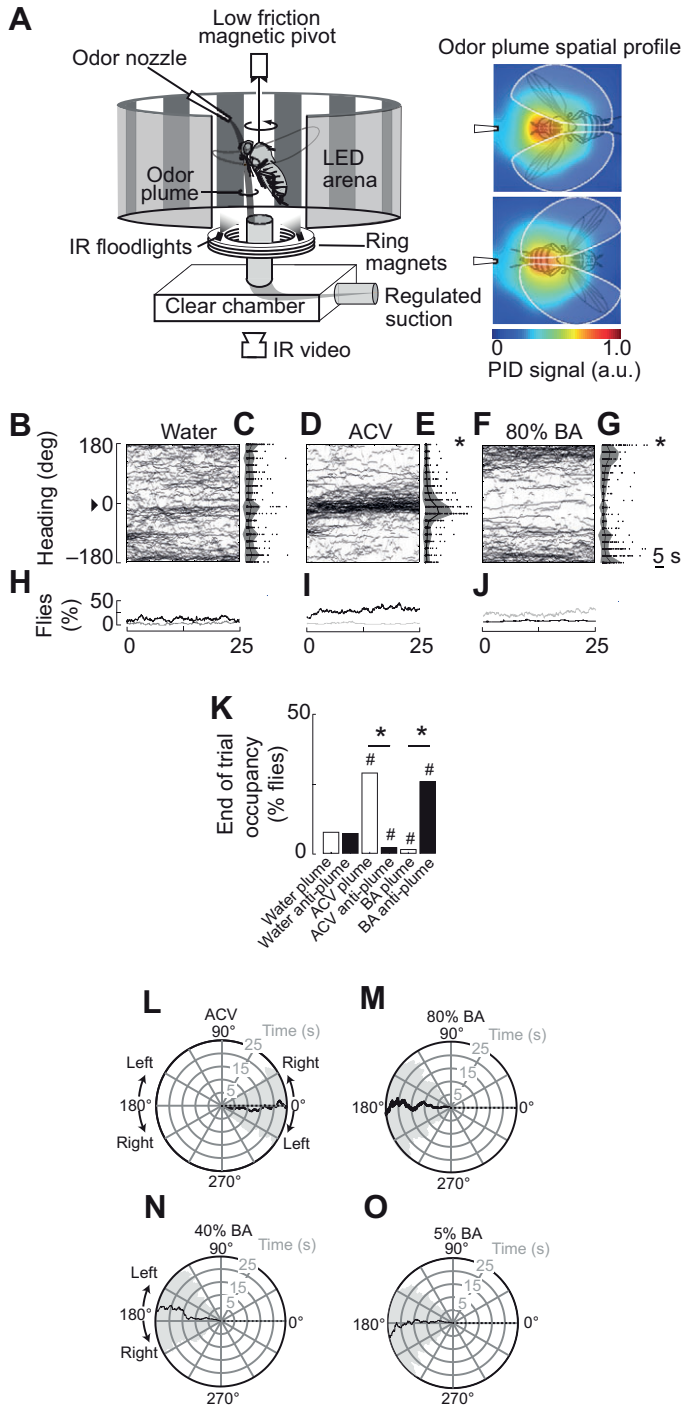 A
Low friction
magnetic pivot
Odor nozzle
Odor
plume
LED
arena
IR floodlights
Ring
magnets
Clear chamber
Regulated
suction
IR video
Odor plume spatial profile
0 1.0
PID signal (a.u.)
B Water C D ACV E F 80% BA G
Heading (deg)
180
0
−180
*
*
5 s
H I J
Flies
(%)
50
0
0 25 0 25 0 25
K
End of trial
occupancy
(% flies)
50
0
# * # # * #
Water plume
Water anti-plume
ACV plume
ACV anti-plume
BA plume
BA anti-plume
L
ACV
90°
Time (s)
25
15
5
Left
180°
Right
Right
0°
Left
270°
M
80% BA
90°
Time (s)
25
15
5
180°
0°
270°
N
40% BA
90°
Time (s)
25
15
5
Left
180°
Right
0°
270°
O
5% BA
90°
Time (s)
25
15
5
180°
0°
270°